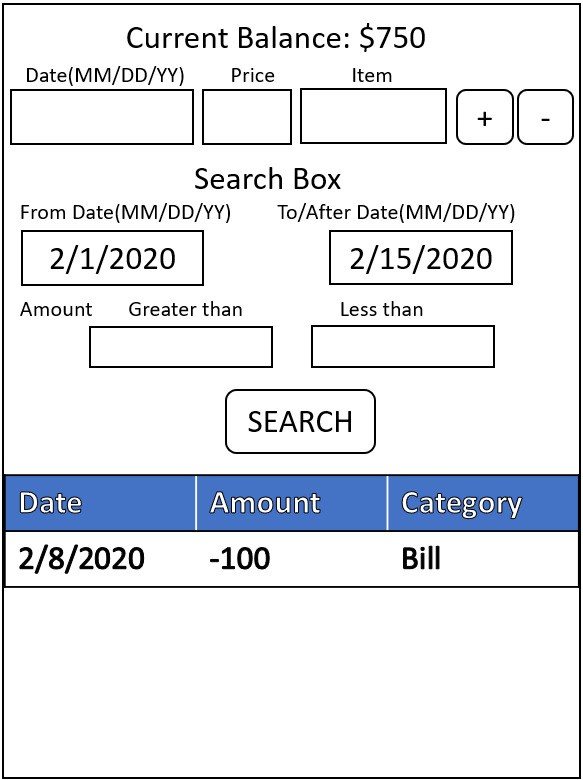 Current Balance: $750
Date(MM/DD/YY) Price Item
+ -
Search Box
From Date(MM/DD/YY) To/After Date(MM/DD/YY)
2/1/2020 2/15/2020
Amount Greater than Less than
SEARCH
Date Amount Category
2/8/2020 -100 Bill